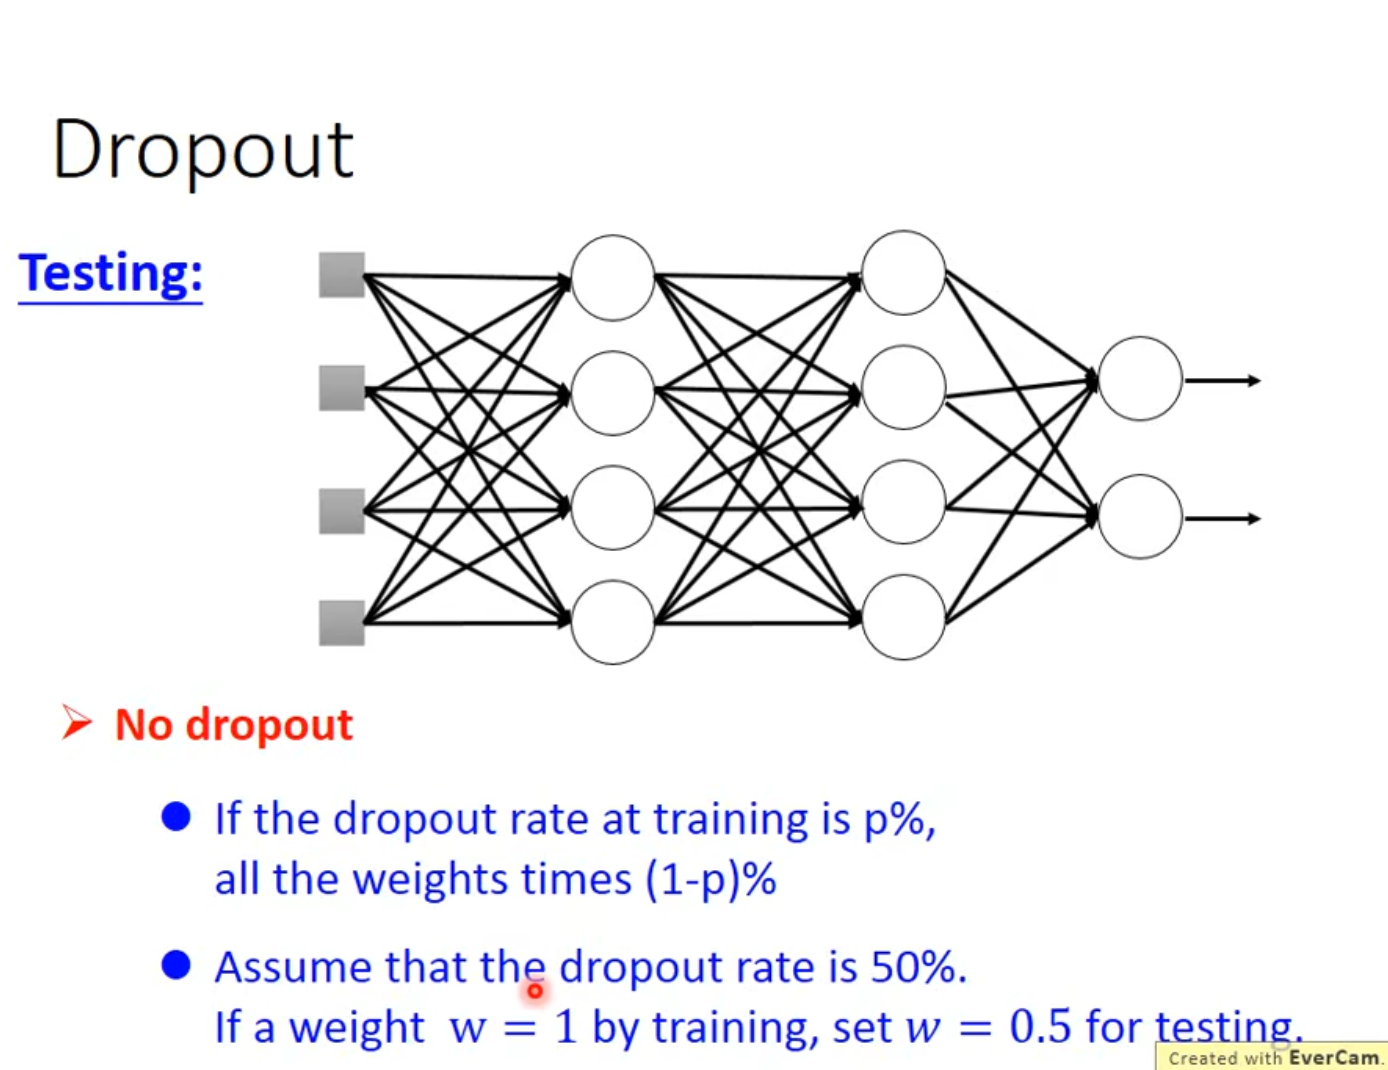 Dropout
Testing:
➢ No dropout
● If the dropout rate at training is p%,
all the weights times (1-p)%
● Assume that the dropout rate is 50%.
If a weight w = 1 by training, set w = 0.5 for testing.
Created with EverCam.